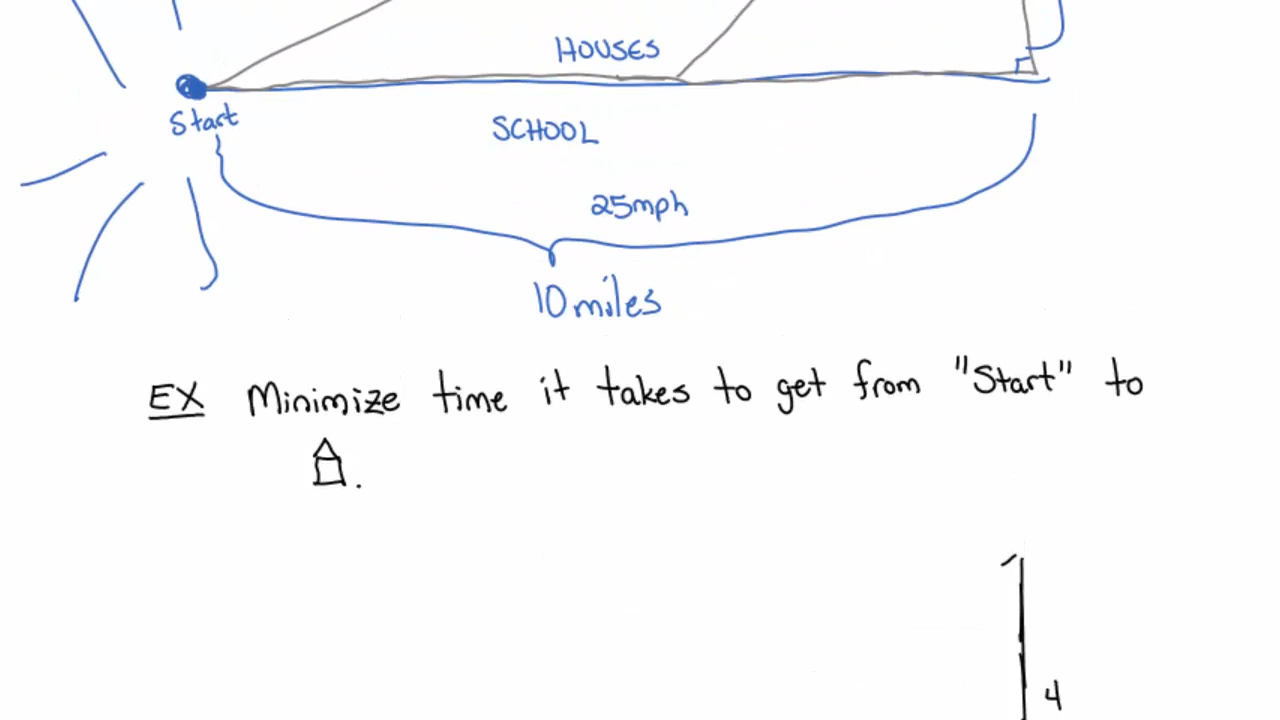 HOUSES
Start
SCHOOL
25mph
10 miles
EX Minimize time it takes to get from "Start" to
.
4